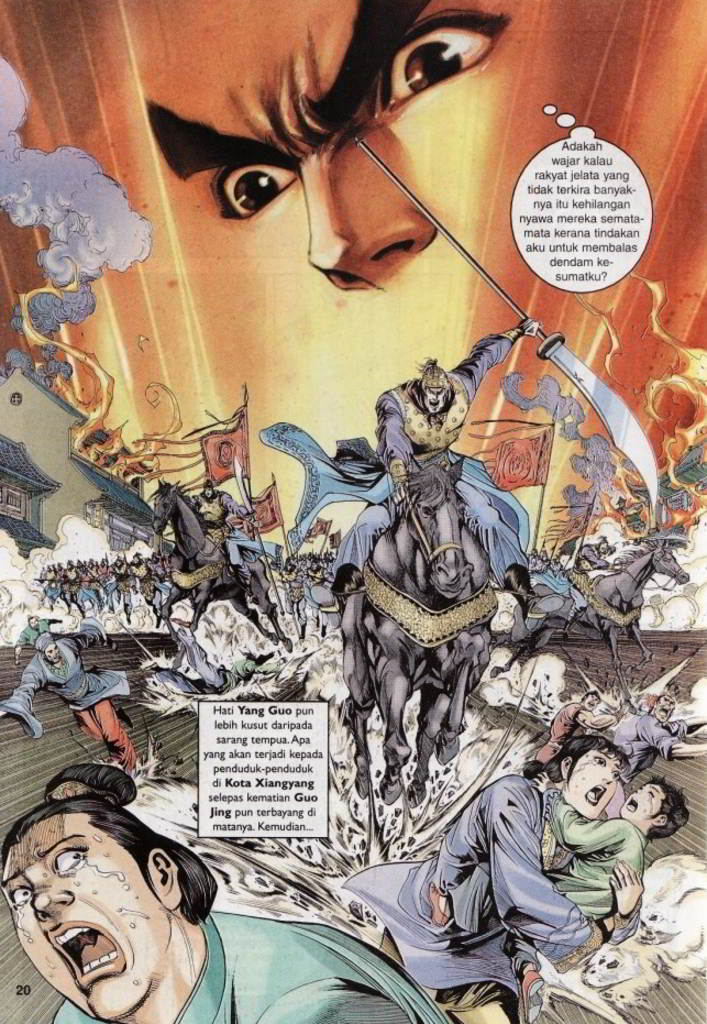 Adakah
wajar kalau
rakyat jelata yang
tidak terkira banyak-
nya itu kehilangan
nyawa mereka semata-
mata kerana tindakan
aku untuk membalas
dendam ke-
sumatku?
Hati Yang Guo pun
lebih kusut daripada
sarang tempua. Apa
yang akan terjadi kepada
penduduk-penduduk
di Kota Xiangyang
selepas kematian Guo
Jing pun terbayang di
matanya. Kemudian...
20